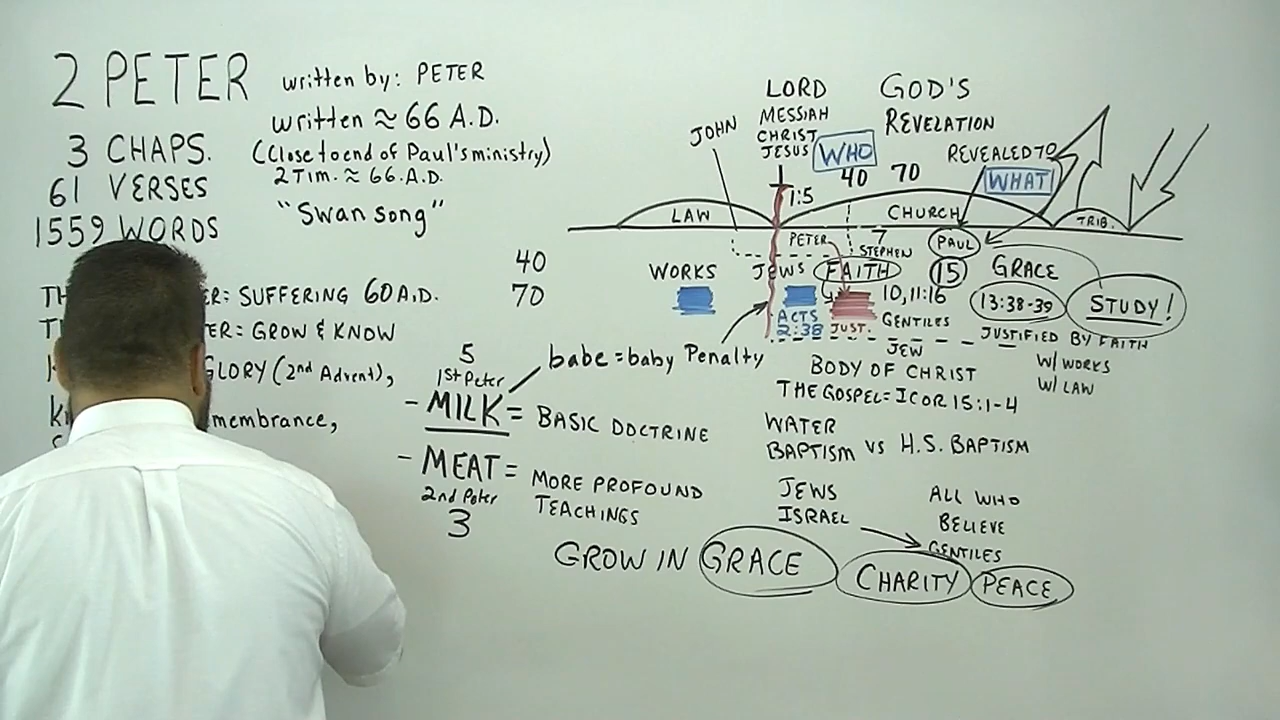 2 PETER
written by: PETER
written ≈ 66 A.D.
(Close to end of Paul's ministry)
2 Tim. ≈ 66.A.D.
"Swan song"
3 CHAPS.
61 VERSES
1559 WORDS
40
70
ER: SUFFERING 60 A.D.
ER: GROW & KNOW
GLORY (2nd Advent),
membrance,
5
1st Peter
- MILK = BASIC DOCTRINE
babe = baby Penalty
- MEAT = MORE PROFOUND
TEACHINGS
2nd Peter
3
GROW IN GRACE
CHARITY
PEACE
JOHN
LORD
MESSIAH
CHRIST
JESUS
WHO
GOD'S
REVELATION
40
70
REVEALED TO
WHAT
1:5
LAW
CHURCH
TRIB.
PETER
7
STEPHEN
PAUL
WORKS
JEWS
FAITH
15
GRACE
10,11:16
13:38-39
STUDY!
ACTS
2:38
JUST.
GENTILES
JUSTIFIED BY FAITH
JEW
W/ WORKS
W/ LAW
BODY OF CHRIST
THE GOSPEL = I COR 15:1-4
WATER
BAPTISM VS H.S. BAPTISM
JEWS
ISRAEL
ALL WHO
BELIEVE
GENTILES